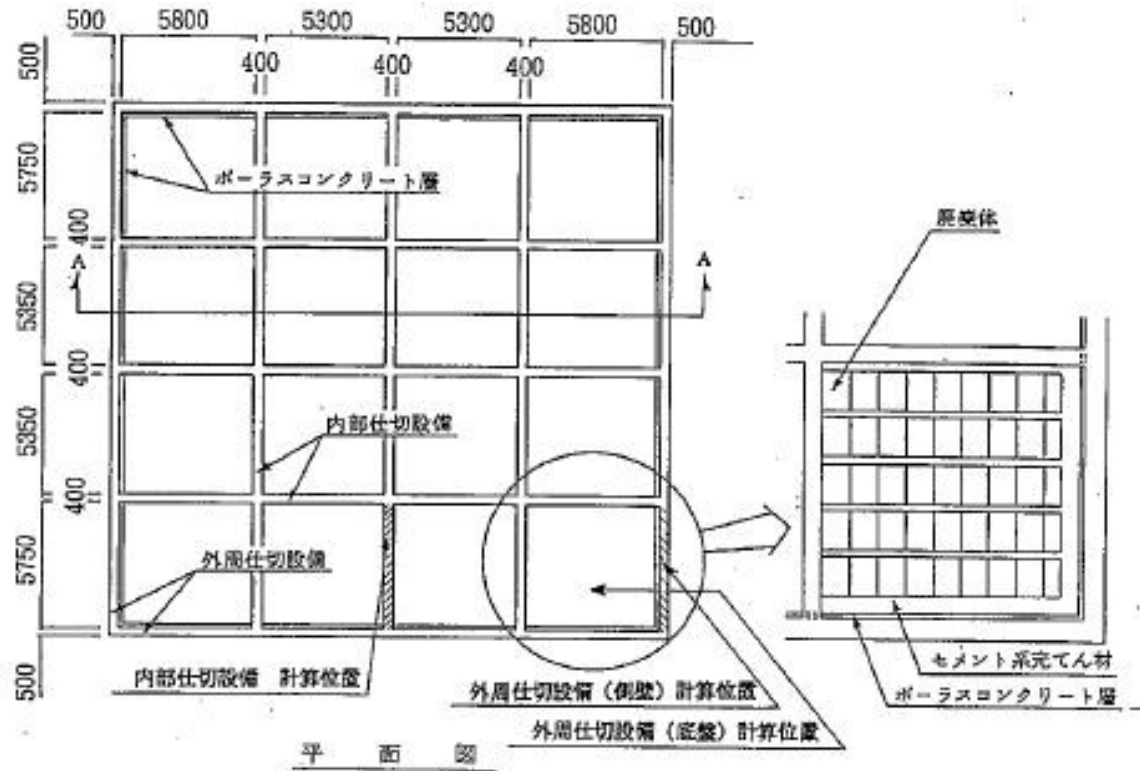 500 5800 5300 5300 5800 500
400 400 400
500
5750
400
5350
400
5350
400
5750
500
ポーラスコンクリート層
A A
内部仕切設備
外周仕切設備
内部仕切設備 計算位置
外周仕切設備(側壁)計算位置
外周仕切設備(底盤)計算位置
廃棄体
セメント系充てん材
ポーラスコンクリート層
平面図